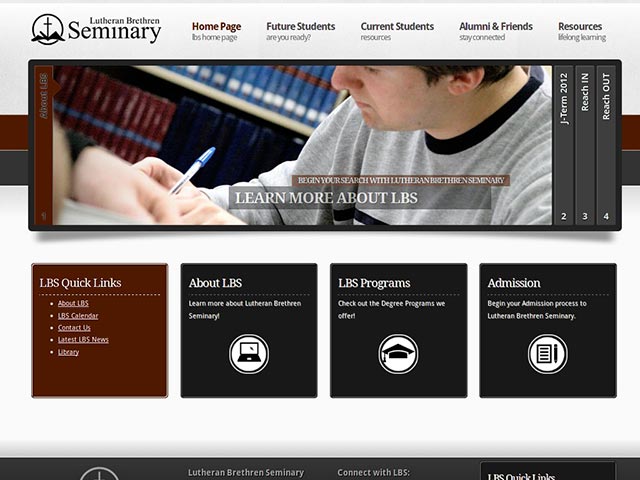 Lutheran Brethren
Seminary
Home Page
lbs home page
Future Students
are you ready?
Current Students
resources
Alumni & Friends
stay connected
Resources
lifelong learning
About LBS
1
BEGIN YOUR SEARCH WITH LUTHERAN BRETHREN SEMINARY
LEARN MORE ABOUT LBS
J-Term 2012
2
Reach IN
3
Reach OUT
4
LBS Quick Links
About LBS
LBS Calendar
Contact Us
Latest LBS News
Library
About LBS
Learn more about Lutheran Brethren
Seminary!
LBS Programs
Check out the Degree Programs we
offer!
Admission
Begin your Admission process to
Lutheran Brethren Seminary.
Lutheran Brethren Seminary
Connect with LBS:
LBS Quick Links